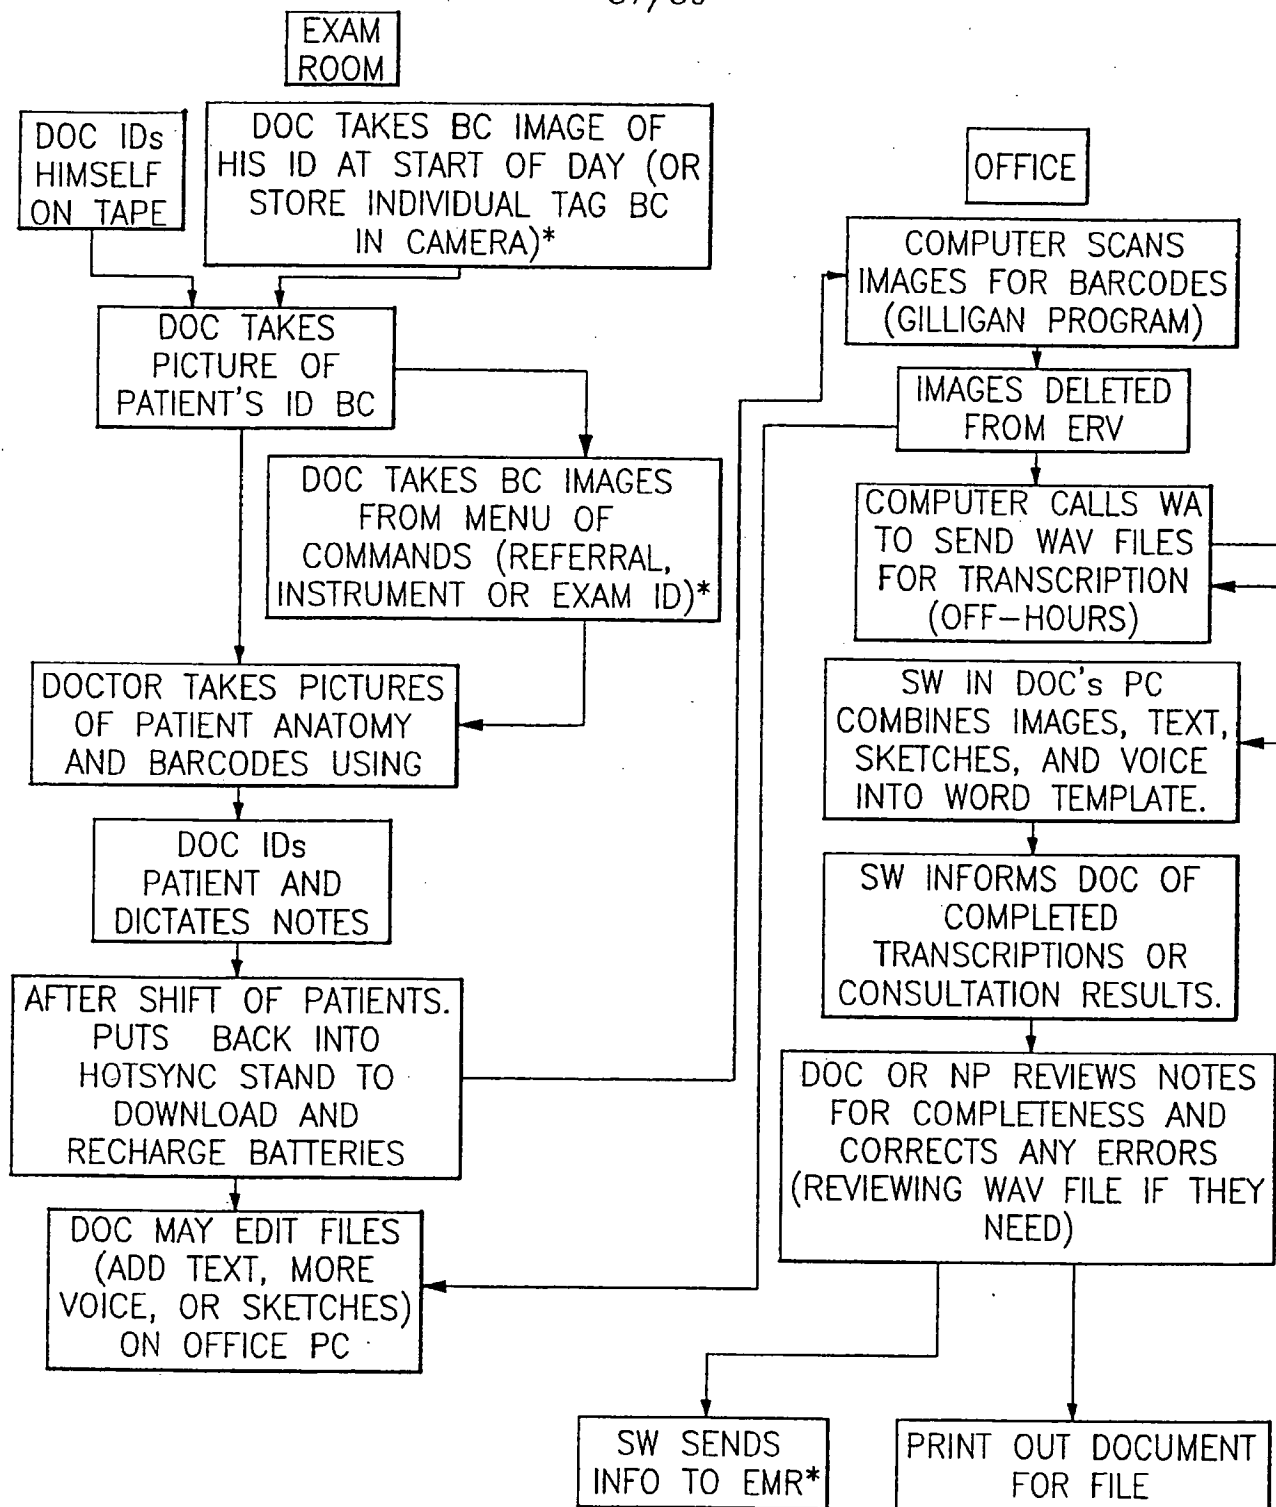 EXAM
ROOM
DOC IDs
HIMSELF
ON TAPE
DOC TAKES BC IMAGE OF
HIS ID AT START OF DAY (OR
STORE INDIVIDUAL TAG BC
IN CAMERA)*
DOC TAKES
PICTURE OF
PATIENT'S ID BC
DOC TAKES BC IMAGES
FROM MENU OF
COMMANDS (REFERRAL,
INSTRUMENT OR EXAM ID)*
DOCTOR TAKES PICTURES
OF PATIENT ANATOMY
AND BARCODES USING
DOC IDs
PATIENT AND
DICTATES NOTES
AFTER SHIFT OF PATIENTS.
PUTS BACK INTO
HOTSYNC STAND TO
DOWNLOAD AND
RECHARGE BATTERIES
DOC MAY EDIT FILES
(ADD TEXT, MORE
VOICE, OR SKETCHES)
ON OFFICE PC
OFFICE
COMPUTER SCANS
IMAGES FOR BARCODES
(GILLIGAN PROGRAM)
IMAGES DELETED
FROM ERV
COMPUTER CALLS WA
TO SEND WAV FILES
FOR TRANSCRIPTION
(OFF-HOURS)
SW IN DOC's PC
COMBINES IMAGES, TEXT,
SKETCHES, AND VOICE
INTO WORD TEMPLATE.
SW INFORMS DOC OF
COMPLETED
TRANSCRIPTIONS OR
CONSULTATION RESULTS.
DOC OR NP REVIEWS NOTES
FOR COMPLETENESS AND
CORRECTS ANY ERRORS
(REVIEWING WAV FILE IF THEY
NEED)
SW SENDS
INFO TO EMR*
PRINT OUT DOCUMENT
FOR FILE